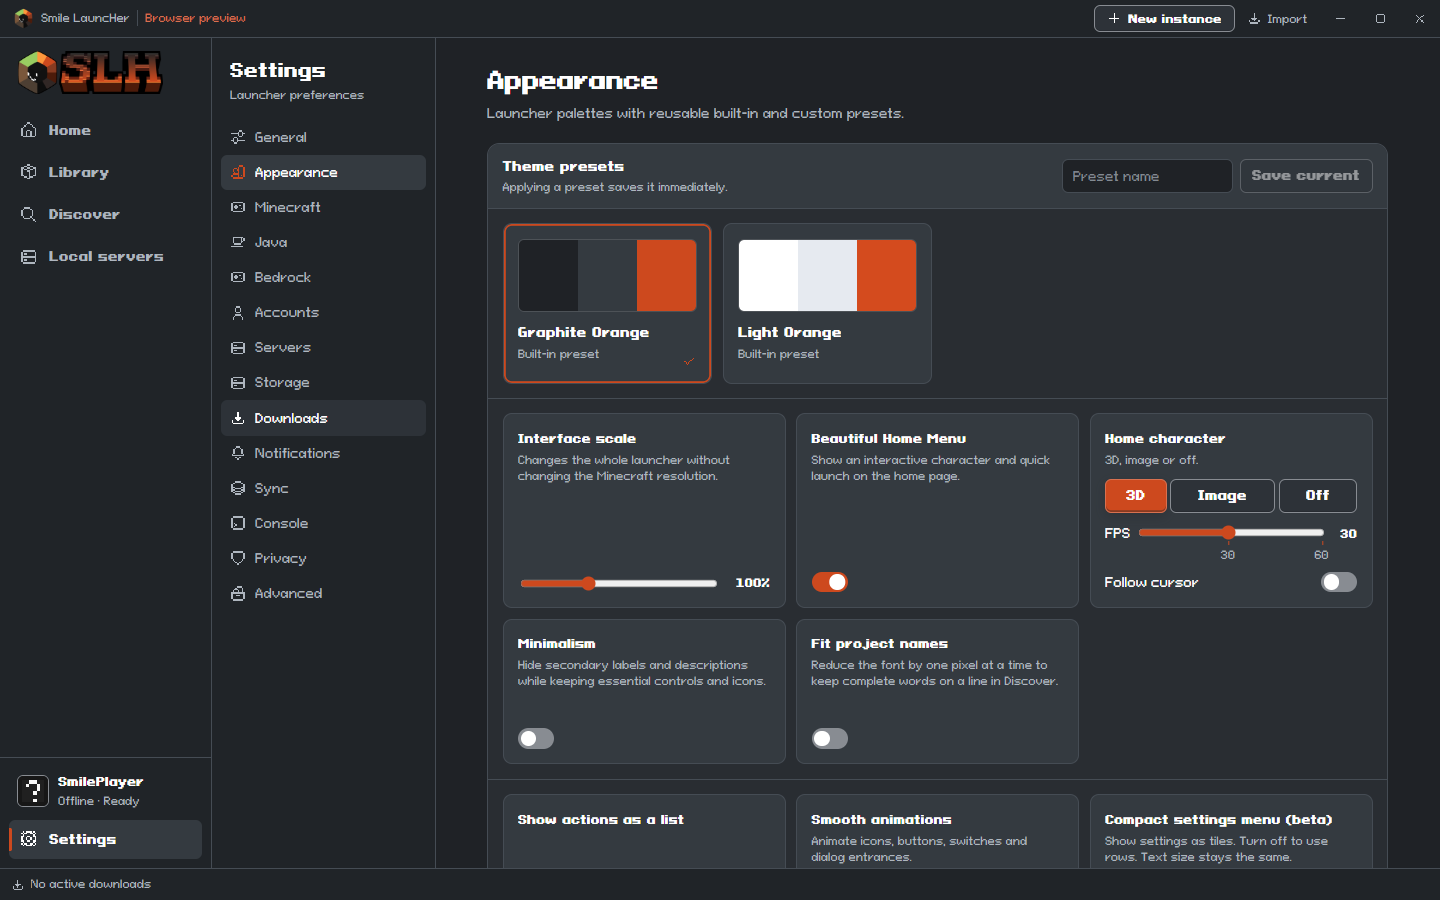 Smile LauncHer
Browser preview
New instance
Import
SLH
Home
Library
Discover
Local servers
SmilePlayer
Offline · Ready
Settings
No active downloads
Settings
Launcher preferences
General
Appearance
Minecraft
Java
Bedrock
Accounts
Servers
Storage
Downloads
Notifications
Sync
Console
Privacy
Advanced
Appearance
Launcher palettes with reusable built-in and custom presets.
Theme presets
Applying a preset saves it immediately.
Preset name
Save current
Graphite Orange
Built-in preset
Light Orange
Built-in preset
Interface scale
Changes the whole launcher without
changing the Minecraft resolution.
100%
Beautiful Home Menu
Show an interactive character and quick
launch on the home page.
Home character
3D, image or off.
3D
Image
Off
FPS
30
30
60
Follow cursor
Minimalism
Hide secondary labels and descriptions
while keeping essential controls and icons.
Fit project names
Reduce the font by one pixel at a time to
keep complete words on a line in Discover.
Show actions as a list
Smooth animations
Animate icons, buttons, switches and
dialog entrances.
Compact settings menu (beta)
Show settings as tiles. Turn off to use
rows. Text size stays the same.